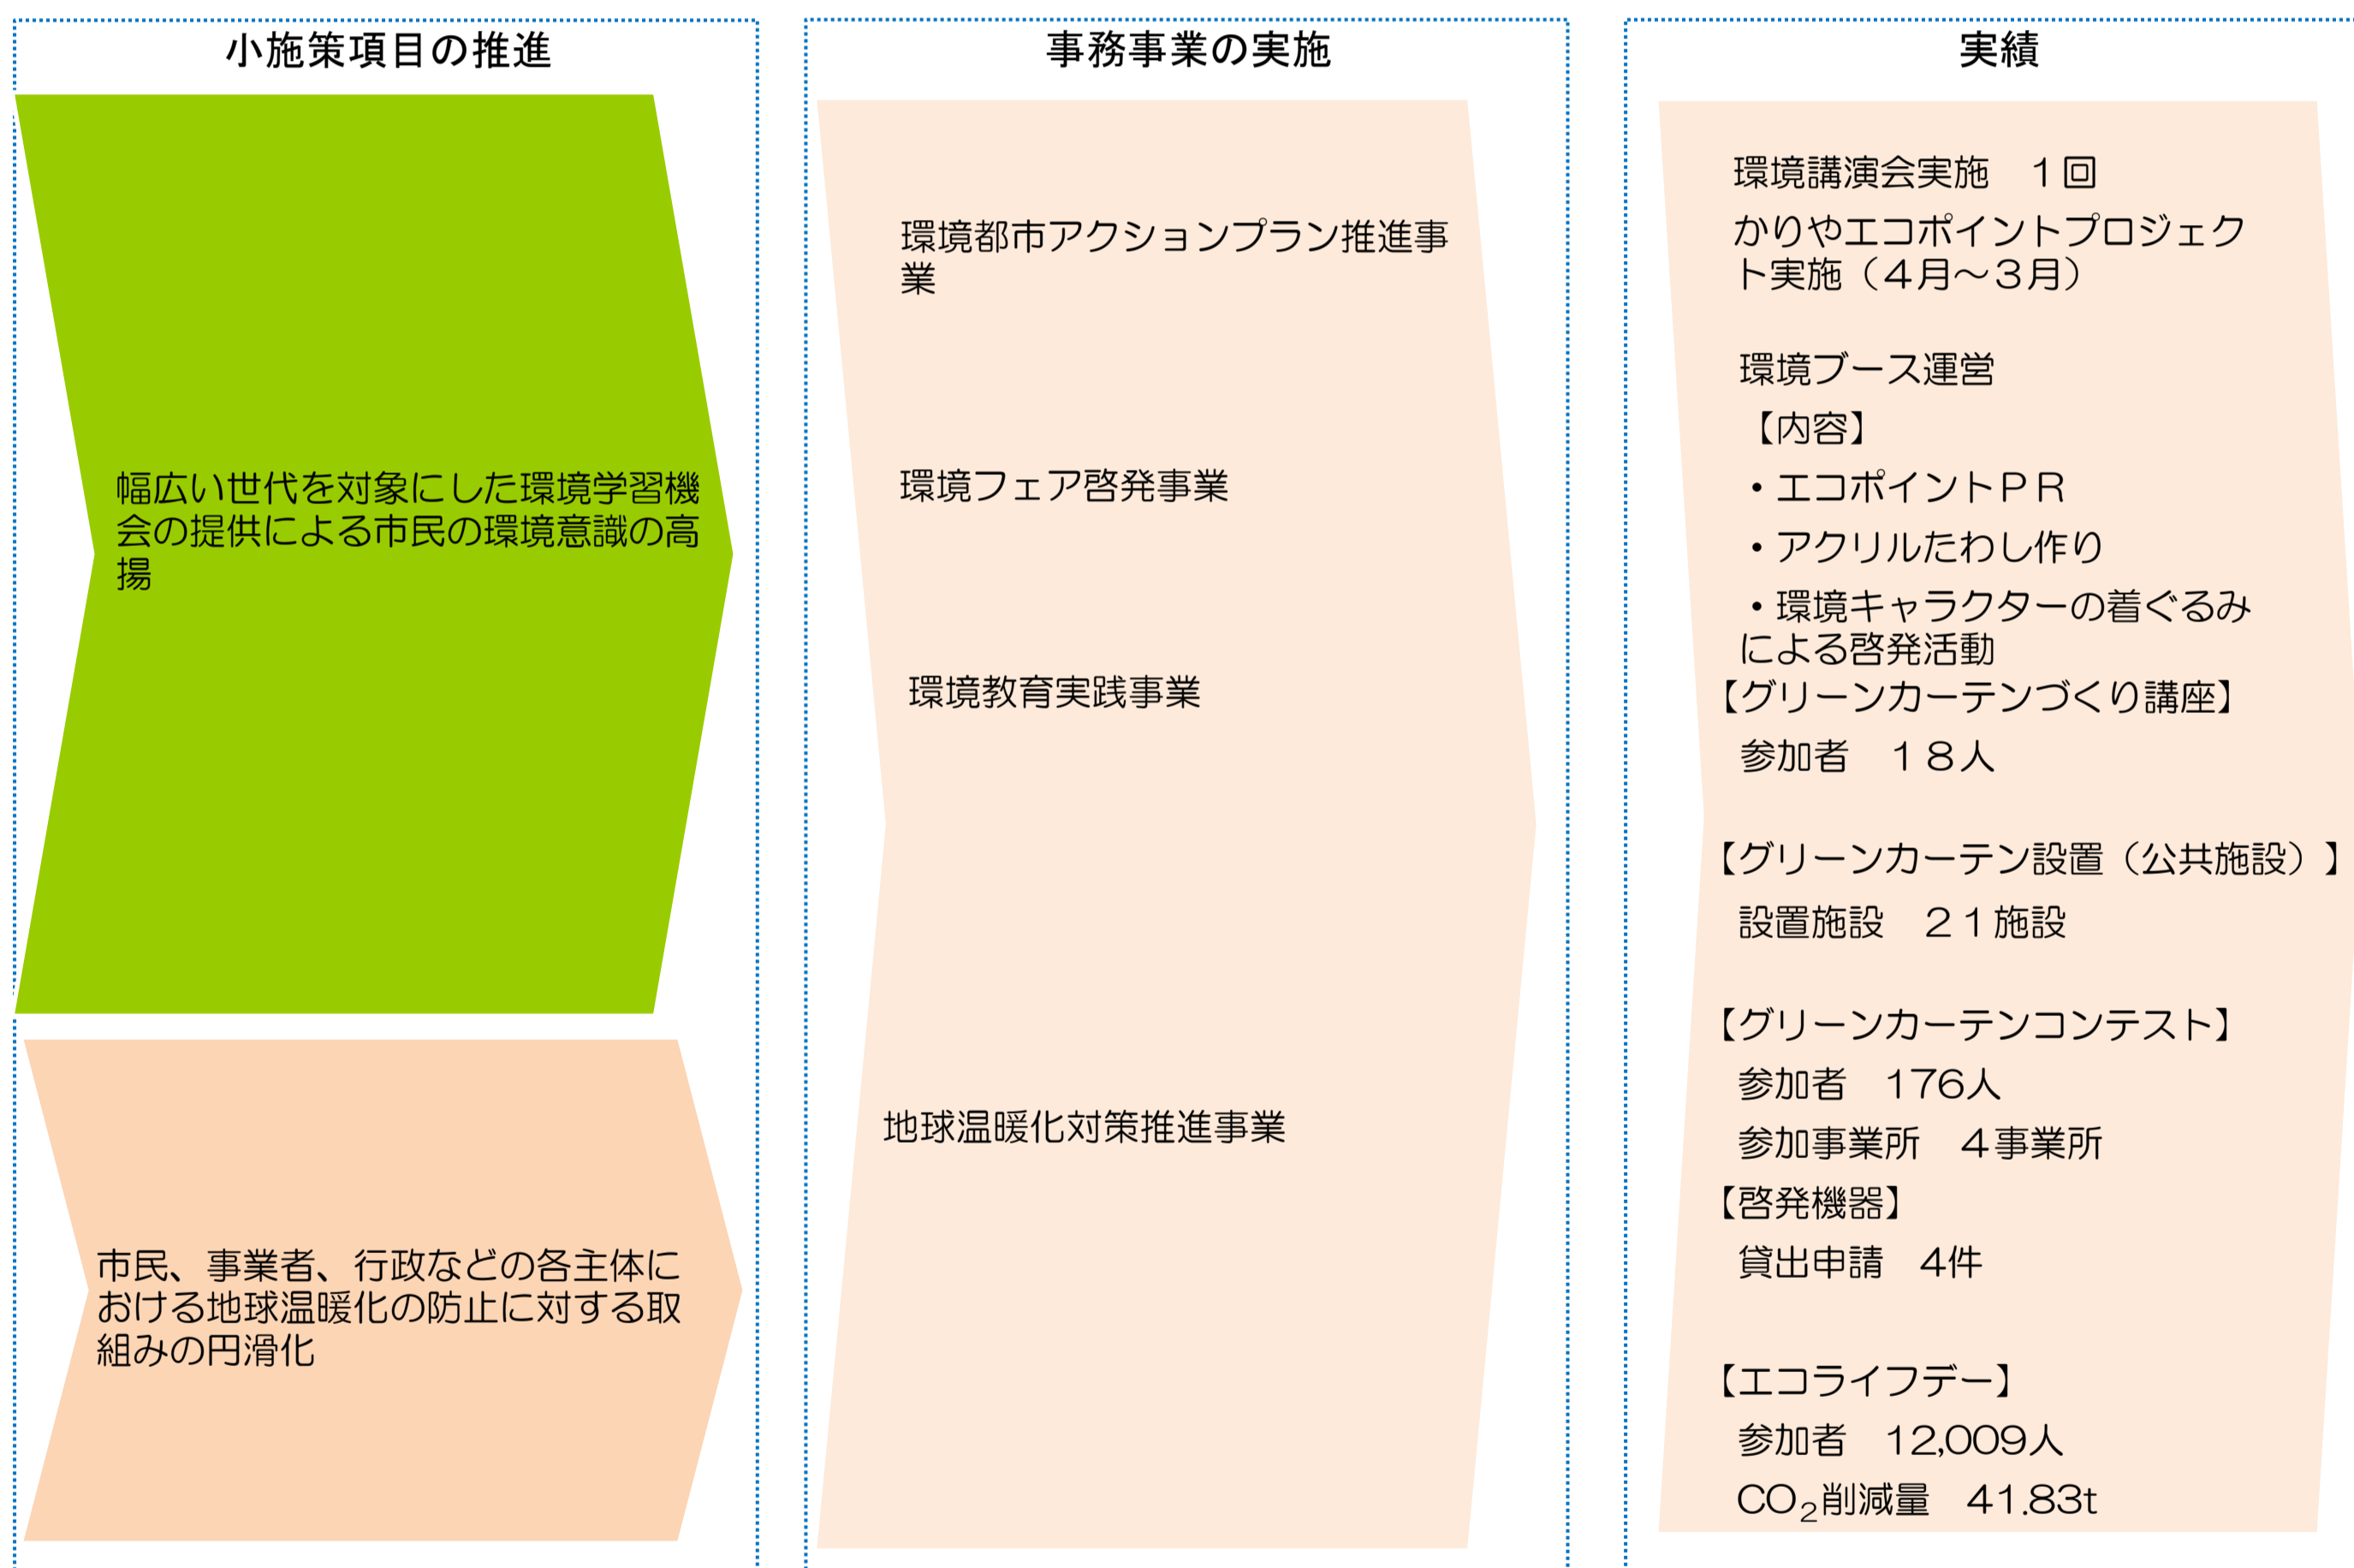 小施策項目の推進
幅広い世代を対象にした環境学習機
会の提供による市民の環境意識の高
揚
市民、事業者、行政などの各主体に
おける地球温暖化の防止に対する取
組みの円滑化
事務事業の実施
環境都市アクションプラン推進事
業
環境フェア啓発事業
環境教育実践事業
地球温暖化対策推進事業
実績
環境講演会実施　１回
かりやエコポイントプロジェク
ト実施（４月～３月）
環境ブース運営
【内容】
・エコポイントＰＲ
・アクリルたわし作り
・環境キャラクターの着ぐるみ
による啓発活動
【グリーンカーテンづくり講座】
参加者　１８人
【グリーンカーテン設置（公共施設）】
設置施設　２１施設
【グリーンカーテンコンテスト】
参加者　176人
参加事業所　４事業所
【啓発機器】
貸出申請　4件
【エコライフデー】
参加者　12,009人
CO₂削減量　41.83t